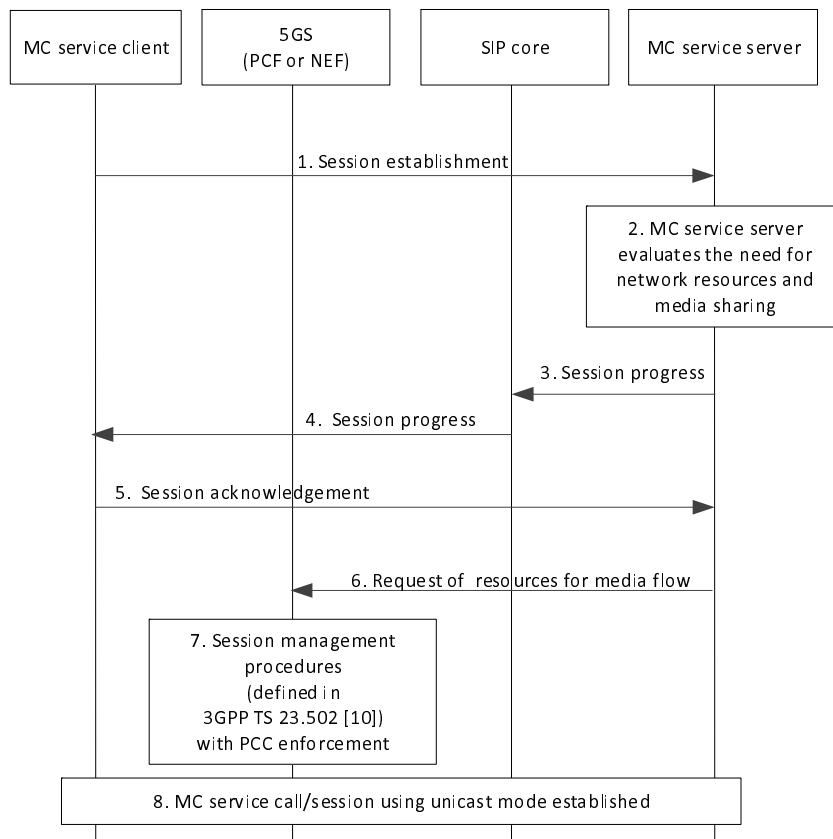 MC service client
5GS
(PCF or NEF)
SIP core
MC service server
1. Session establishment
2. MC service server
evaluates the need for
network resources and
media sharing
3. Session progress
4. Session progress
5. Session acknowledgement
6. Request of resources for media flow
7. Session management
procedures
(defined in
3GPP TS 23.502 [10])
with PCC enforcement
8. MC service call/session using unicast mode established